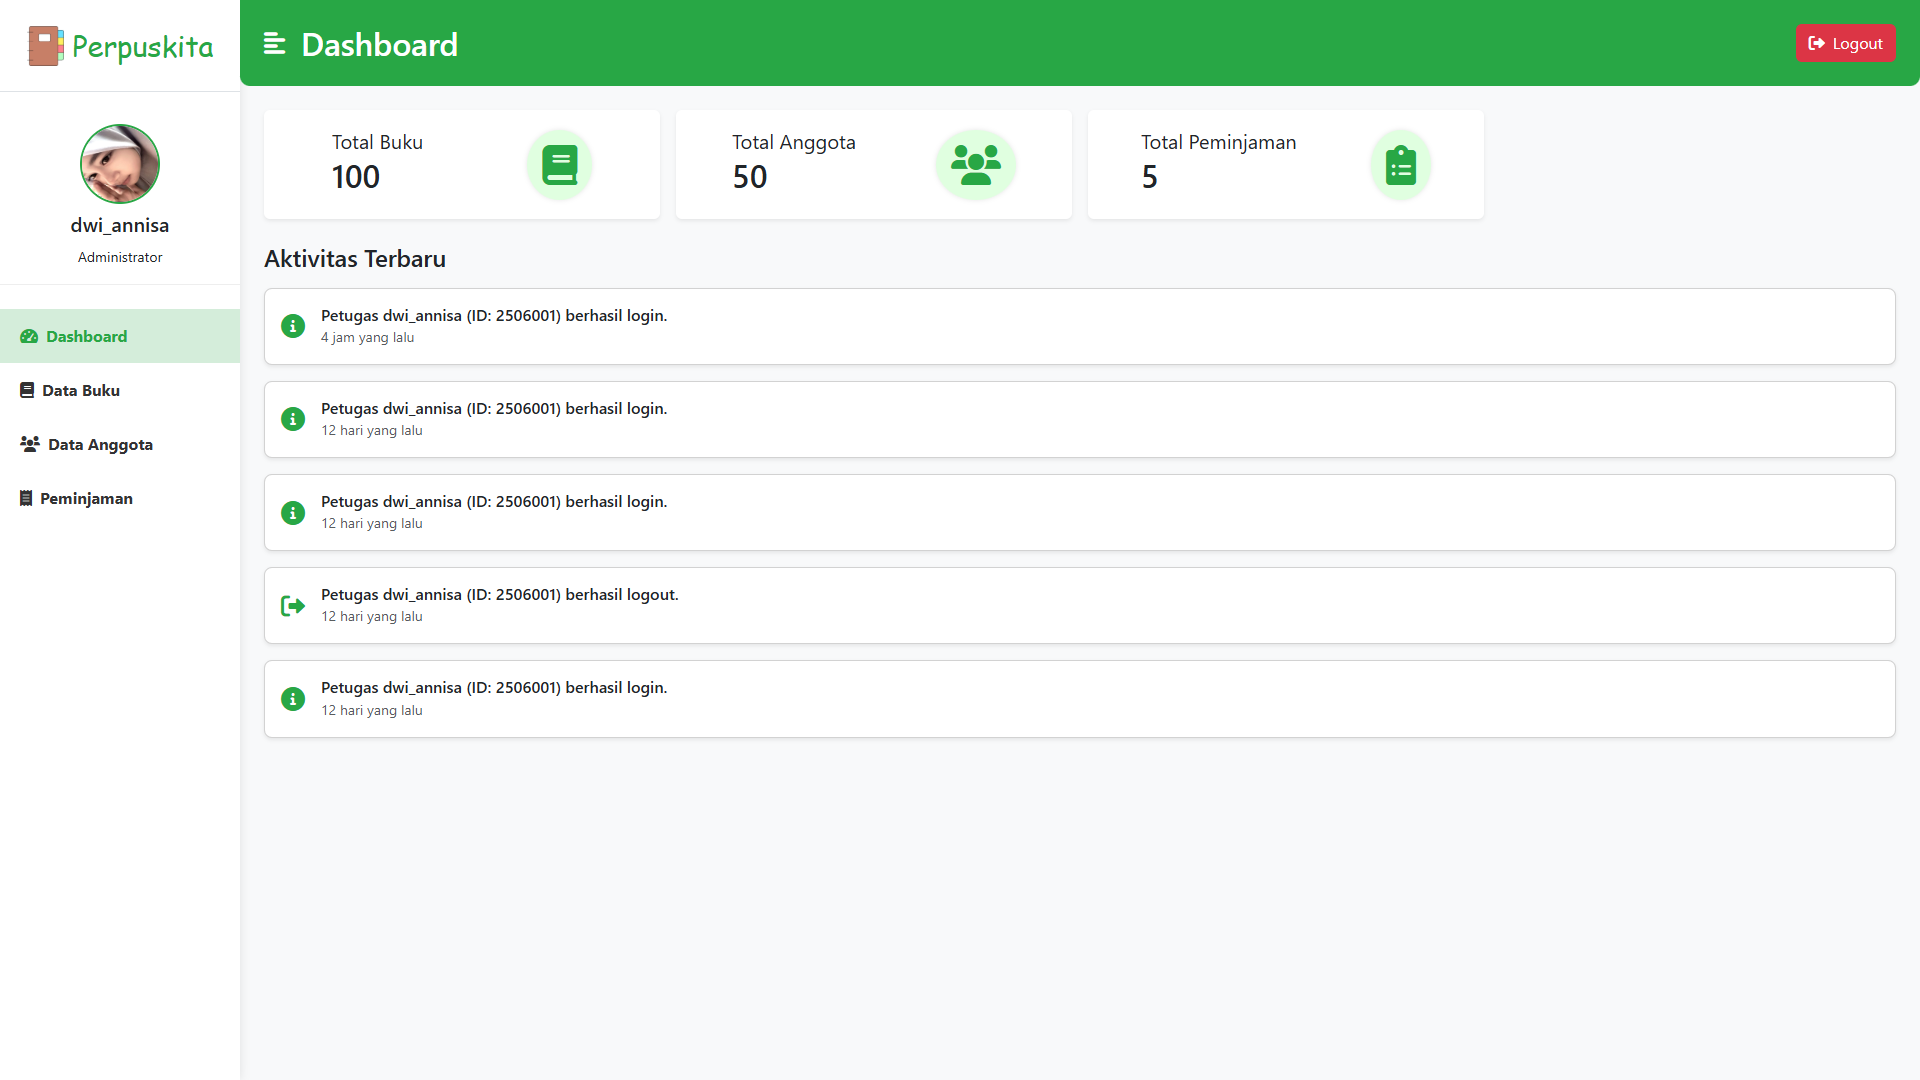 Perpuskita
dwi_annisa
Administrator
Dashboard
Data Buku
Data Anggota
Peminjaman
Dashboard
Logout
Total Buku
100
Total Anggota
50
Total Peminjaman
5
Aktivitas Terbaru
Petugas dwi_annisa (ID: 2506001) berhasil login.
4 jam yang lalu
Petugas dwi_annisa (ID: 2506001) berhasil login.
12 hari yang lalu
Petugas dwi_annisa (ID: 2506001) berhasil login.
12 hari yang lalu
Petugas dwi_annisa (ID: 2506001) berhasil logout.
12 hari yang lalu
Petugas dwi_annisa (ID: 2506001) berhasil login.
12 hari yang lalu